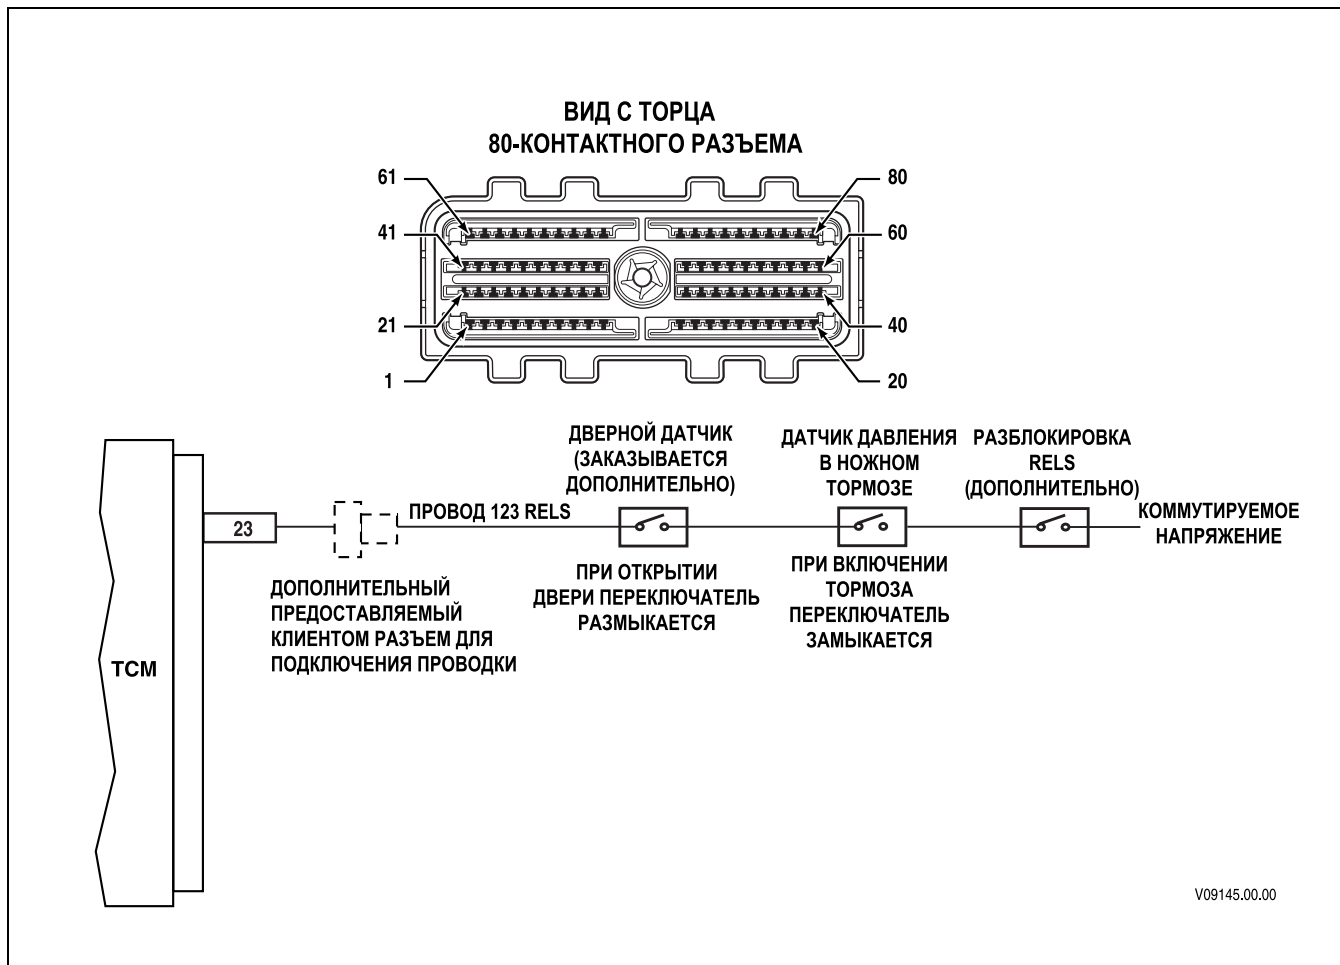 ВИД С ТОРЦА
80-КОНТАКТНОГО РАЗЪЕМА
61
80
41
60
21
40
1
20
ДВЕРНОЙ ДАТЧИК
(ЗАКАЗЫВАЕТСЯ
ДОПОЛНИТЕЛЬНО)
ДАТЧИК ДАВЛЕНИЯ
В НОЖНОМ
ТОРМОЗЕ
РАЗБЛОКИРОВКА
RELS
(ДОПОЛНИТЕЛЬНО)
КОММУТИРУЕМОЕ
НАПРЯЖЕНИЕ
ПРОВОД 123 RELS
23
ДОПОЛНИТЕЛЬНЫЙ
ПРЕДОСТАВЛЯЕМЫЙ
КЛИЕНТОМ РАЗЪЕМ ДЛЯ
ПОДКЛЮЧЕНИЯ ПРОВОДКИ
ПРИ ОТКРЫТИИ
ДВЕРИ ПЕРЕКЛЮЧАТЕЛЬ
РАЗМЫКАЕТСЯ
ПРИ ВКЛЮЧЕНИИ
ТОРМОЗА
ПЕРЕКЛЮЧАТЕЛЬ
ЗАМЫКАЕТСЯ
TCM
V09145.00.00